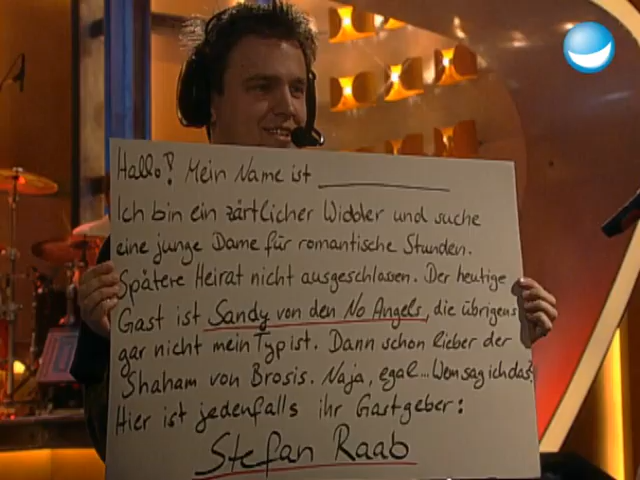 Hallo! Mein Name ist ___________
Ich bin ein zärtlicher Widder und suche
eine junge Dame für romantische Stunden.
Spätere Heirat nicht ausgeschlossen. Der heutige
Gast ist Sandy von den No Angels, die übrigens
gar nicht mein Typ ist. Dann schon lieber der
Shaham von Brosis. Naja, egal... Wem sag ich das?
Hier ist jedenfalls ihr Gastgeber:
Stefan Raab